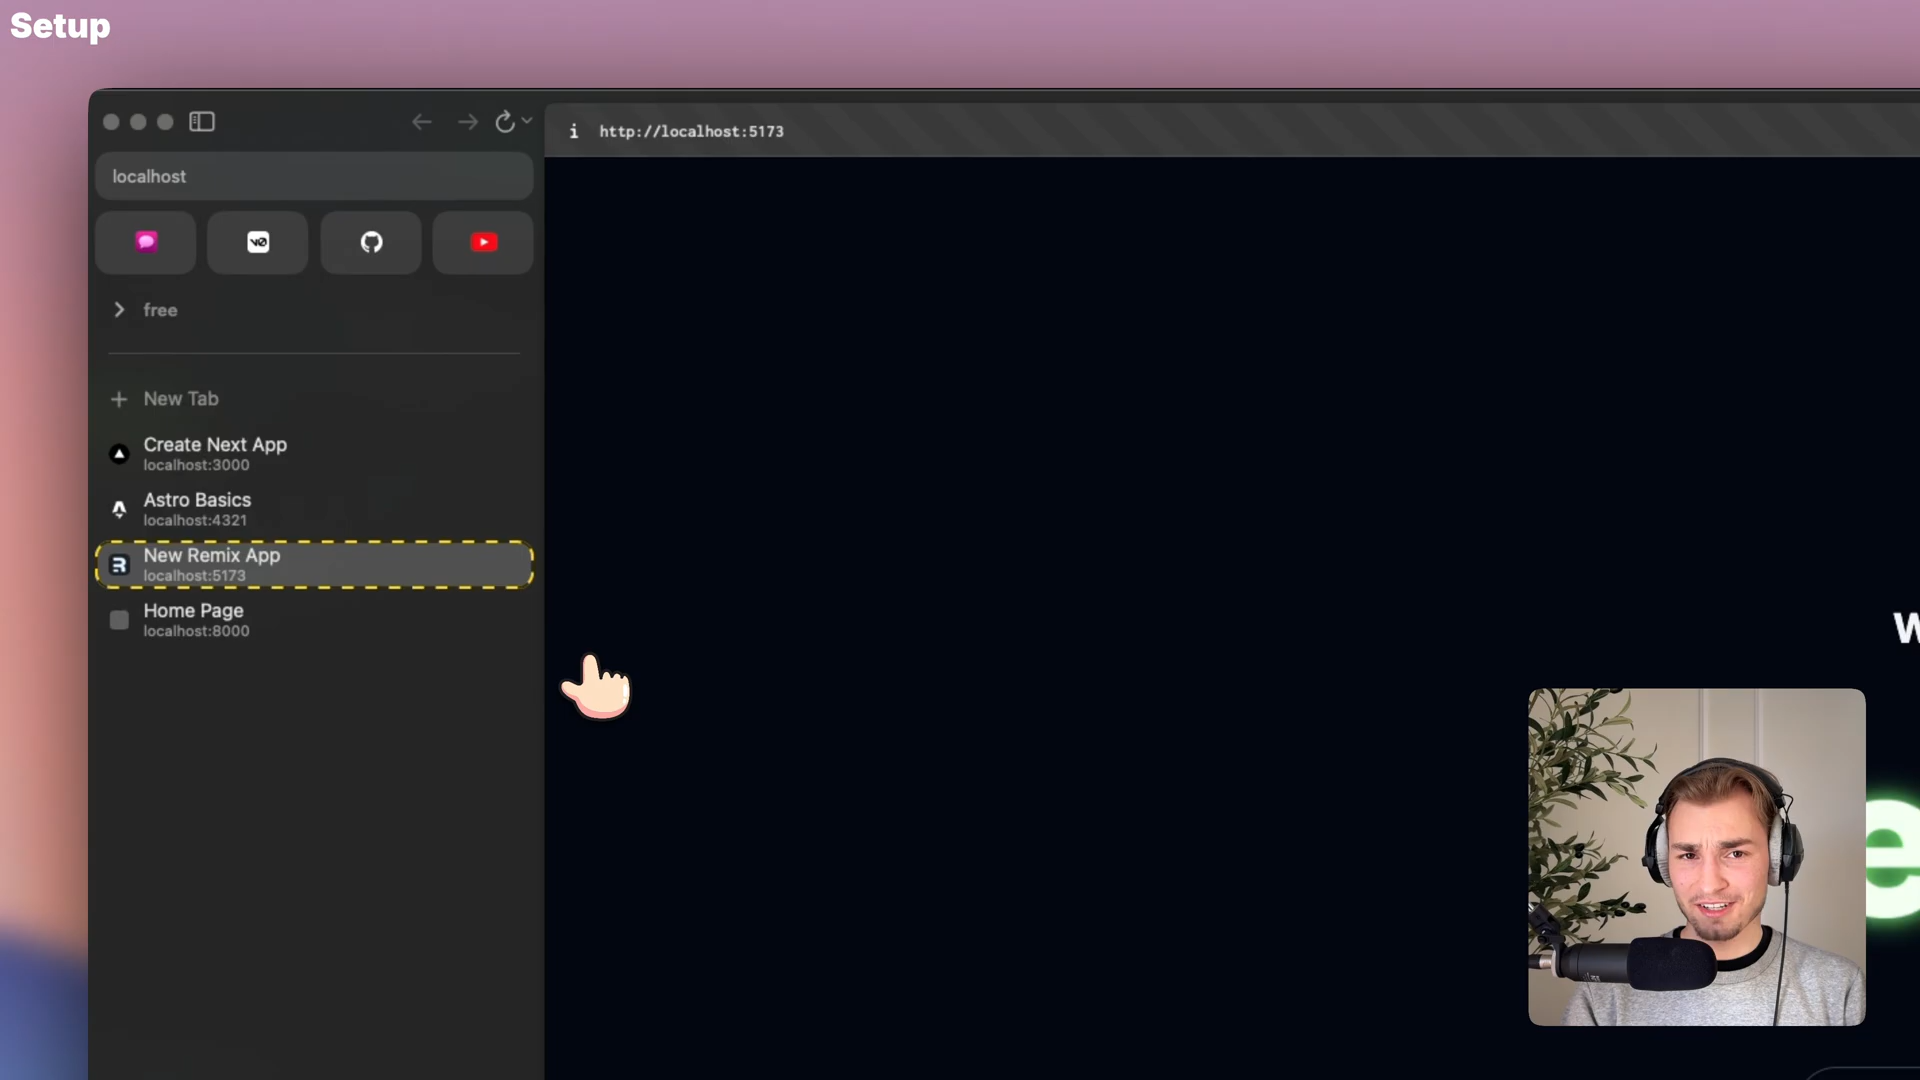 Setup
i http://localhost:5173
localhost
v0
free
+ New Tab
Create Next App
localhost:3000
Astro Basics
localhost:4321
R New Remix App
localhost:5173
Home Page
localhost:8000
W
e